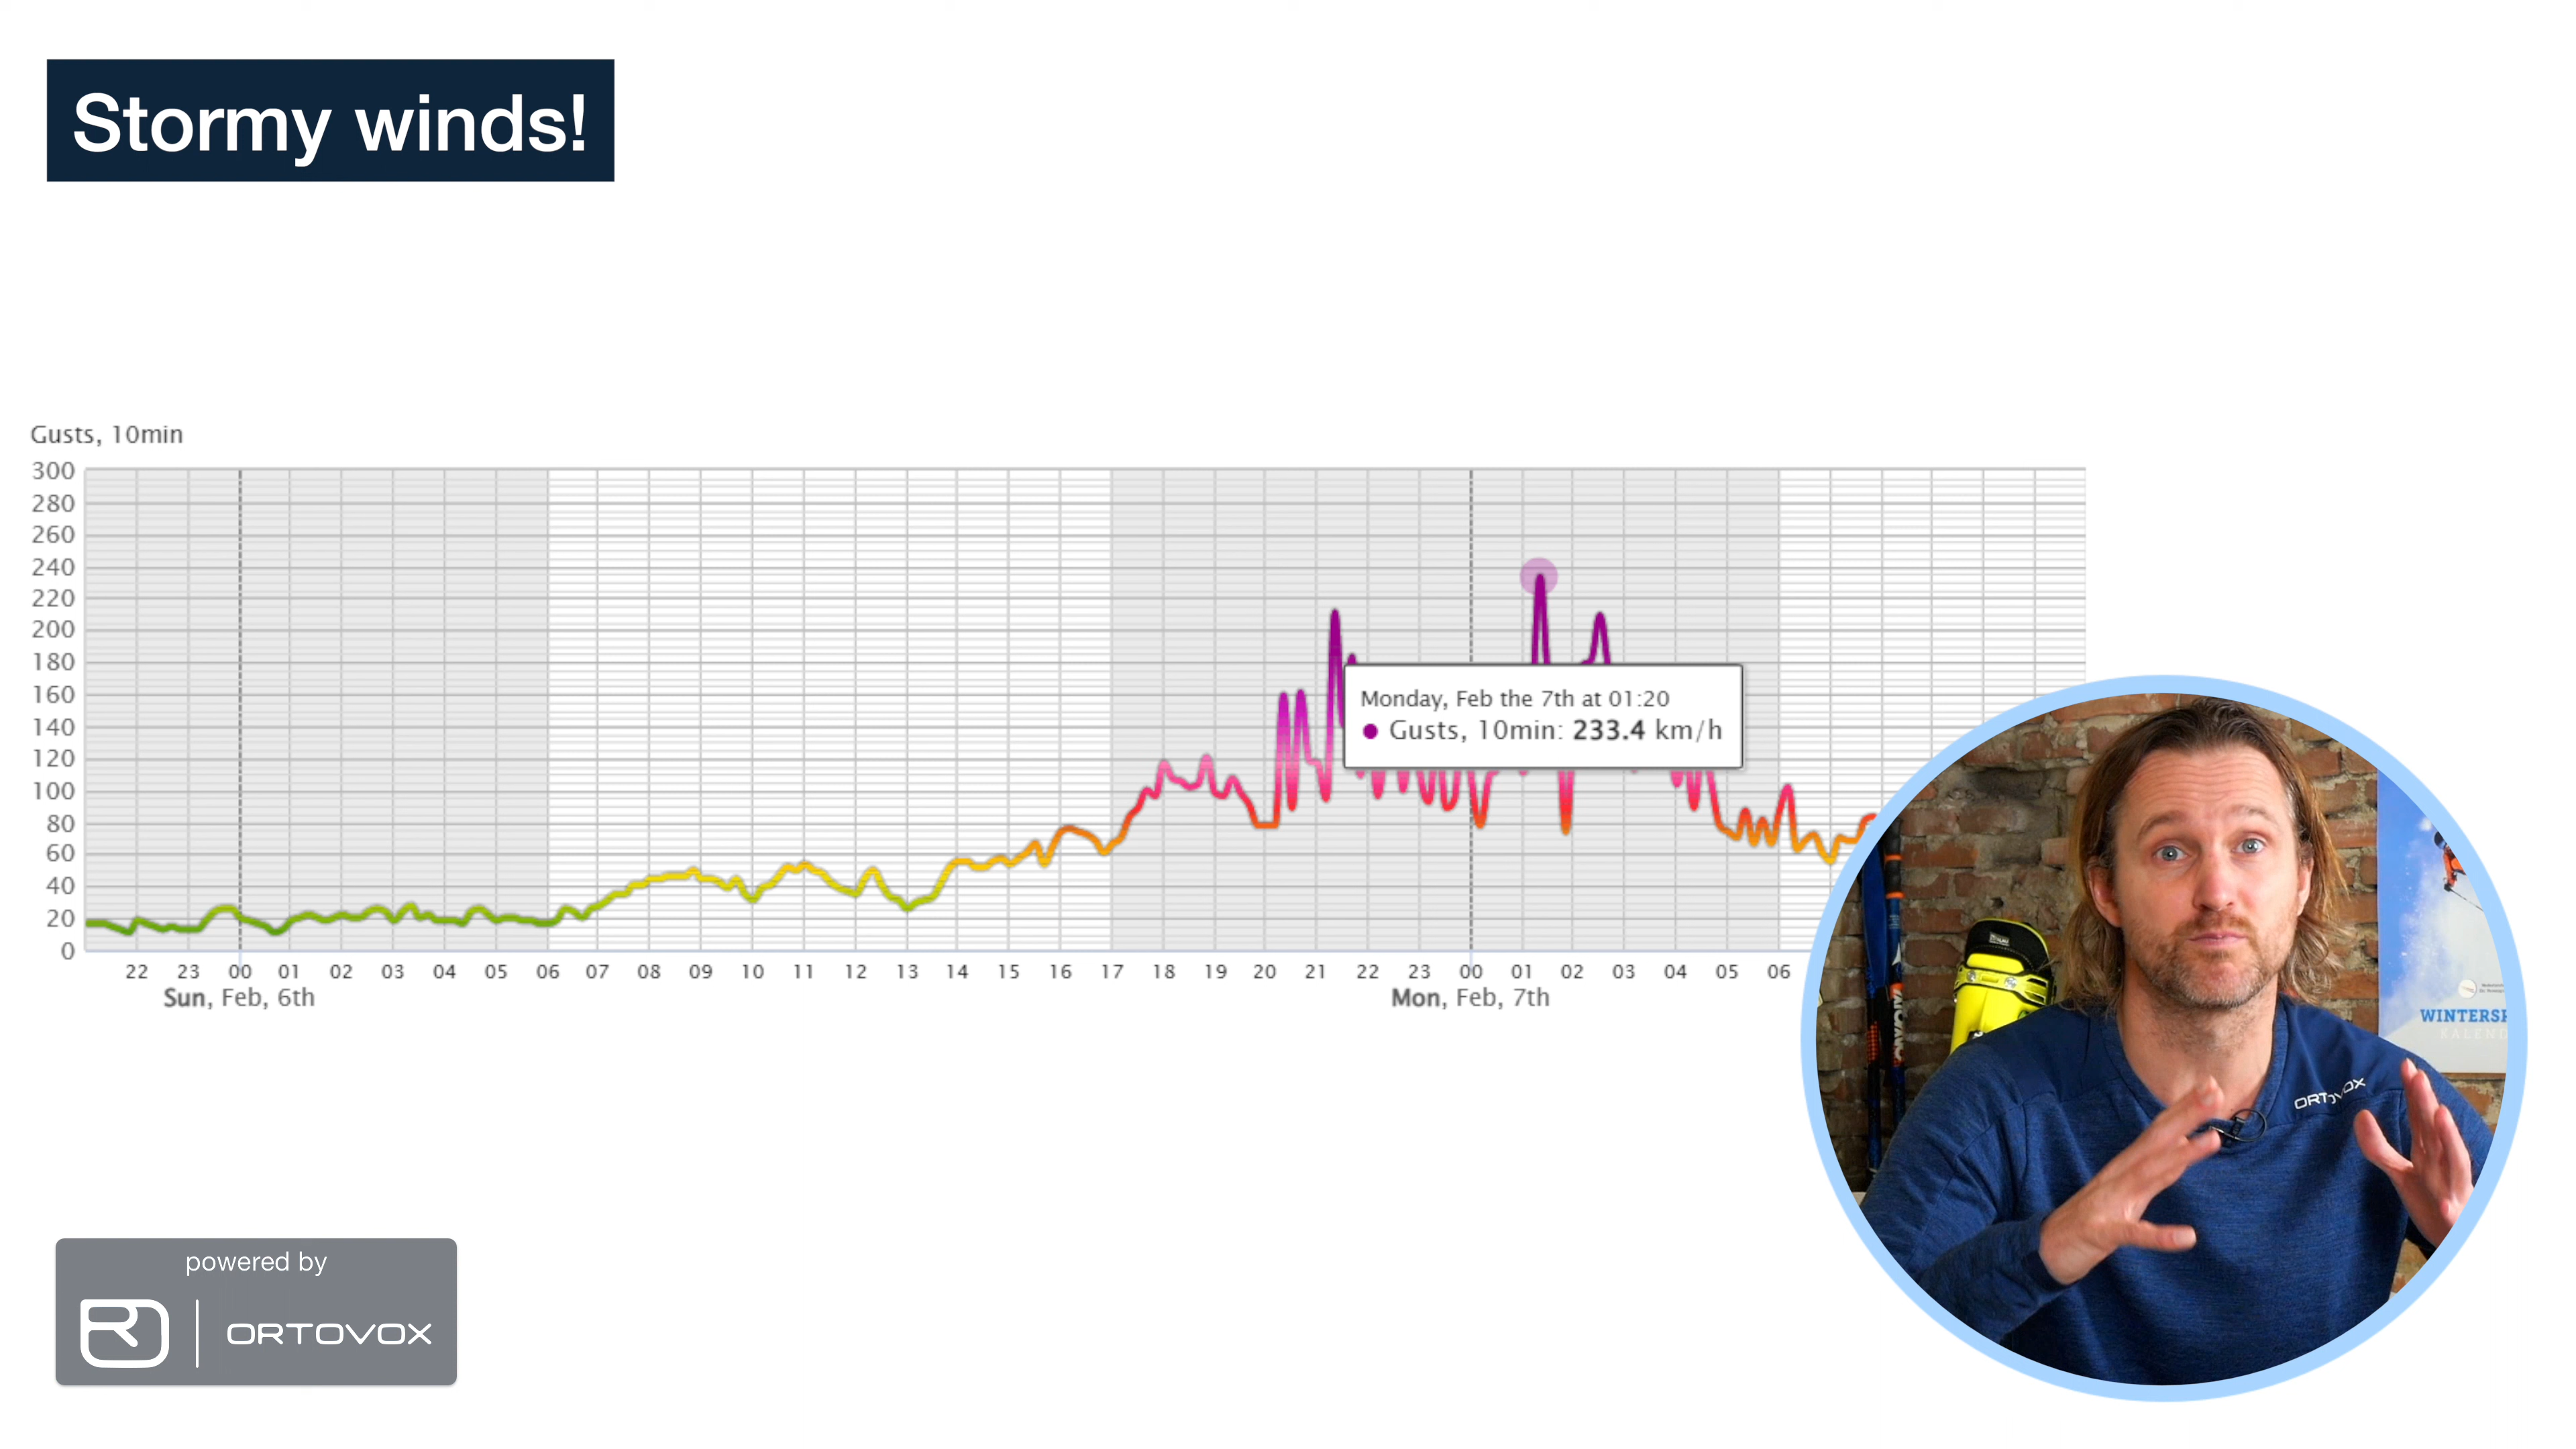 Stormy winds!
Gusts, 10min
300
280
260
240
220
200
180
160
140
120
100
80
60
40
20
0
Monday, Feb the 7th at 01:20
Gusts, 10min: 233.4 km/h
22 23 00 01 02 03 04 05 06 07 08 09 10 11 12 13 14 15 16 17 18 19 20 21 22 23 00 01 02 03 04 05 06
Sun, Feb, 6th
Mon, Feb, 7th
WINTERSP
KALEND
ORTOVOX
powered by
ORTOVOX